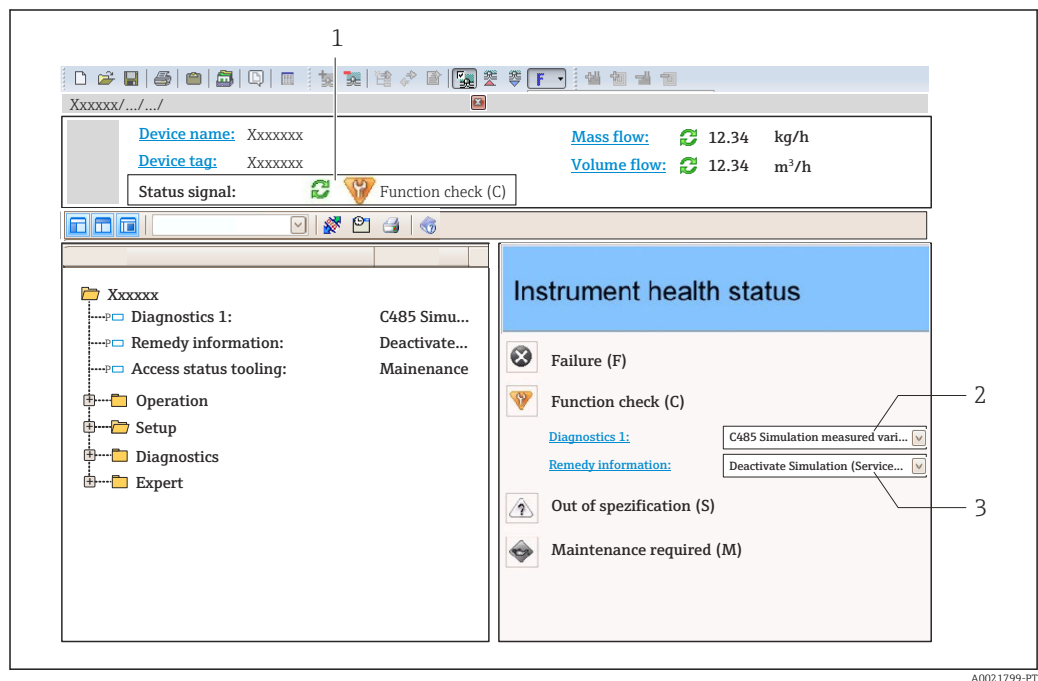 1
F
Xxxxxx/.../.../
Device name: Xxxxxxx
Mass flow: 12.34 kg/h
Device tag: Xxxxxxx
Volume flow: 12.34 m³/h
Status signal: Function check (C)
Xxxxxx
Diagnostics 1: C485 Simu...
Remedy information: Deactivate...
Access status tooling: Mainenance
Operation
Setup
Diagnostics
Expert
Instrument health status
Failure (F)
Function check (C)
2
Diagnostics 1: C485 Simulation measured vari...
Remedy information: Deactivate Simulation (Service...
Out of spezification (S)
3
Maintenance required (M)
A0021799-PT